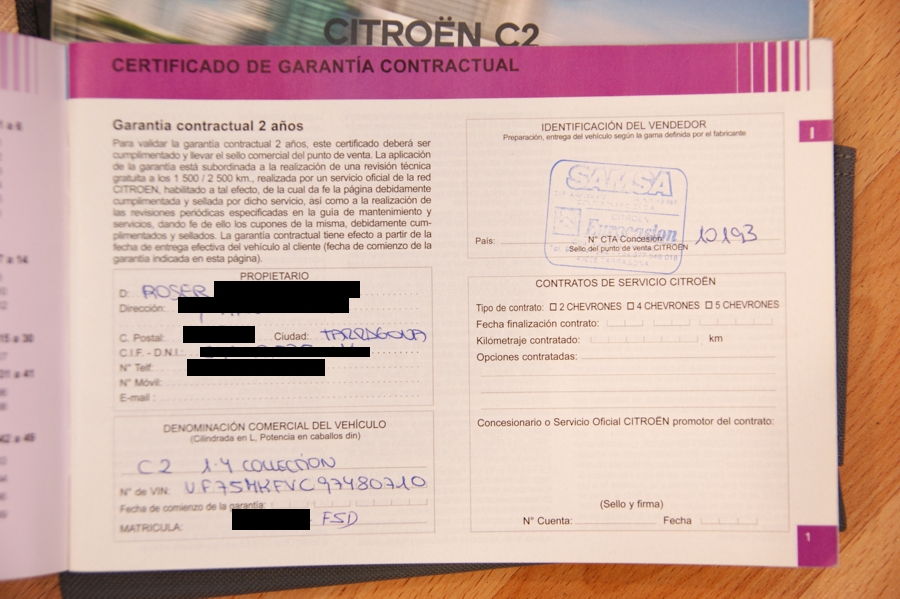 CITROËN C2
CERTIFICADO DE GARANTÍA CONTRACTUAL
Garantia contractual 2 años
Para validar la garantía contractual 2 años, este certificado deberá ser
cumplimentado y llevar el sello comercial del punto de venta. La aplicación
de la garantía está subordinada a la realización de una revisión técnica
gratuita a los 1 500 / 2 500 km., realizada por un servicio oficial de la red
CITROËN, habilitado a tal efecto, de la cual da fe la página debidamente
cumplimentada y sellada por dicho servicio, así como a la realización de
las revisiones periódicas especificadas en la guía de mantenimiento y
servicios, dando fe de ello los cupones de la misma, debidamente cum-
plimentados y sellados. La garantía contractual tiene efecto a partir de la
fecha de entrega efectiva del vehículo al cliente (fecha de comienzo de la
garantía indicada en esta página).
PROPIETARIO
D: ROSER
Dirección:
C. Postal: Ciudad: TARRAGONA
C.I.F. - D.N.I.:
N° Telf:
N° Móvil:
E-mail :
DENOMINACIÓN COMERCIAL DEL VEHÍCULO
(Cilindrada en L, Potencia en caballos din)
C2 1.4 COLLECCIÓN
N° de VIN: VF75MKFVC97480710
Fecha de comienzo de la garantía:
MATRICULA: FSD
IDENTIFICACIÓN DEL VENDEDOR
Preparación, entrega del vehículo según la gama definida por el fabricante
SAMSA
CITROËN
Eurocasion
País: N° CTA Concesión 10193
Sello del punto de venta CITROËN
I
CONTRATOS DE SERVICIO CITROËN
Tipo de contrato: 2 CHEVRONES 4 CHEVRONES 5 CHEVRONES
Fecha finalización contrato:
Kilometraje contratado: km
Opciones contratadas:
Concesionario o Servicio Oficial CITROËN promotor del contrato:
(Sello y firma)
N° Cuenta: Fecha
1